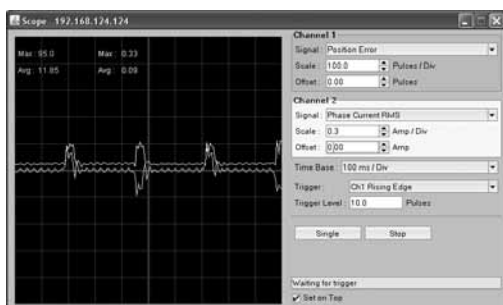 Scope 192.168.124.124
Max: 95.0 Max: 0.33
Avg: 11.85 Avg: 0.09
Channel 1
Signal: Position Error
Scale: 100.0 Pulses / Div
Offset: 0.00 Pulses
Channel 2
Signal: Phase Current RMS
Scale: 0.3 Amp / Div
Offset: 0.00 Amp
Time Base: 100 ms / Div
Trigger: Ch1 Rising Edge
Trigger Level: 10.0 Pulses
Single Stop
Waiting for trigger
Set on Top